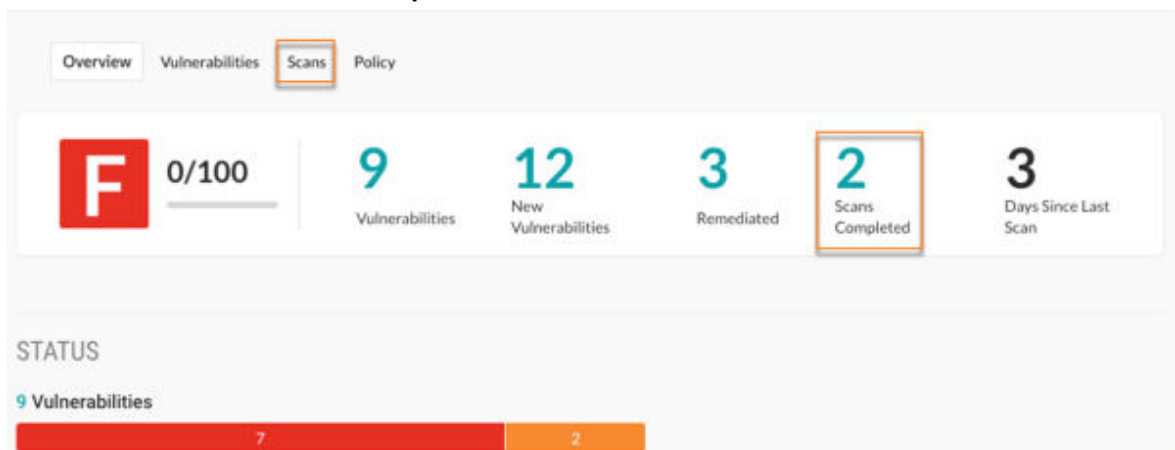 Overview Vulnerabilities Scans Policy
F 0/100 9 12 3 2 3
Vulnerabilities New Vulnerabilities Remediated Scans Completed Days Since Last Scan
STATUS
9 Vulnerabilities
7 2